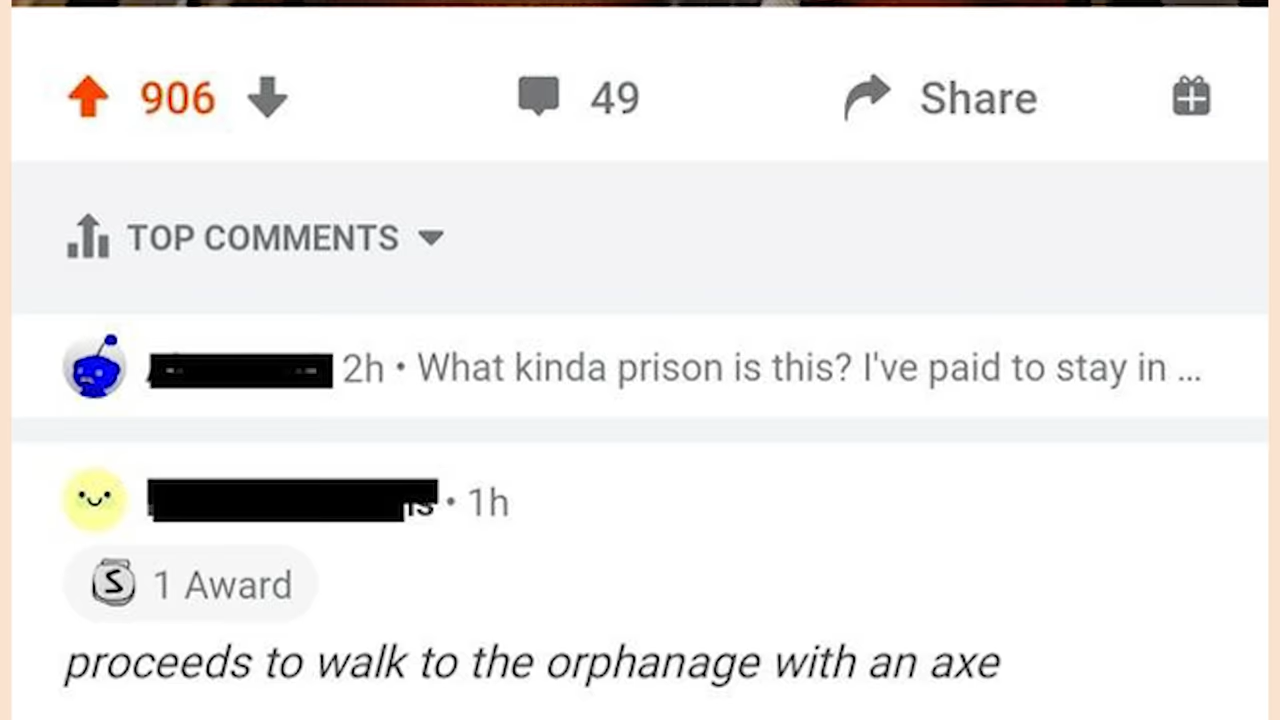 906 49 Share
TOP COMMENTS
2h • What kinda prison is this? I've paid to stay in ...
• 1h
S 1 Award
proceeds to walk to the orphanage with an axe